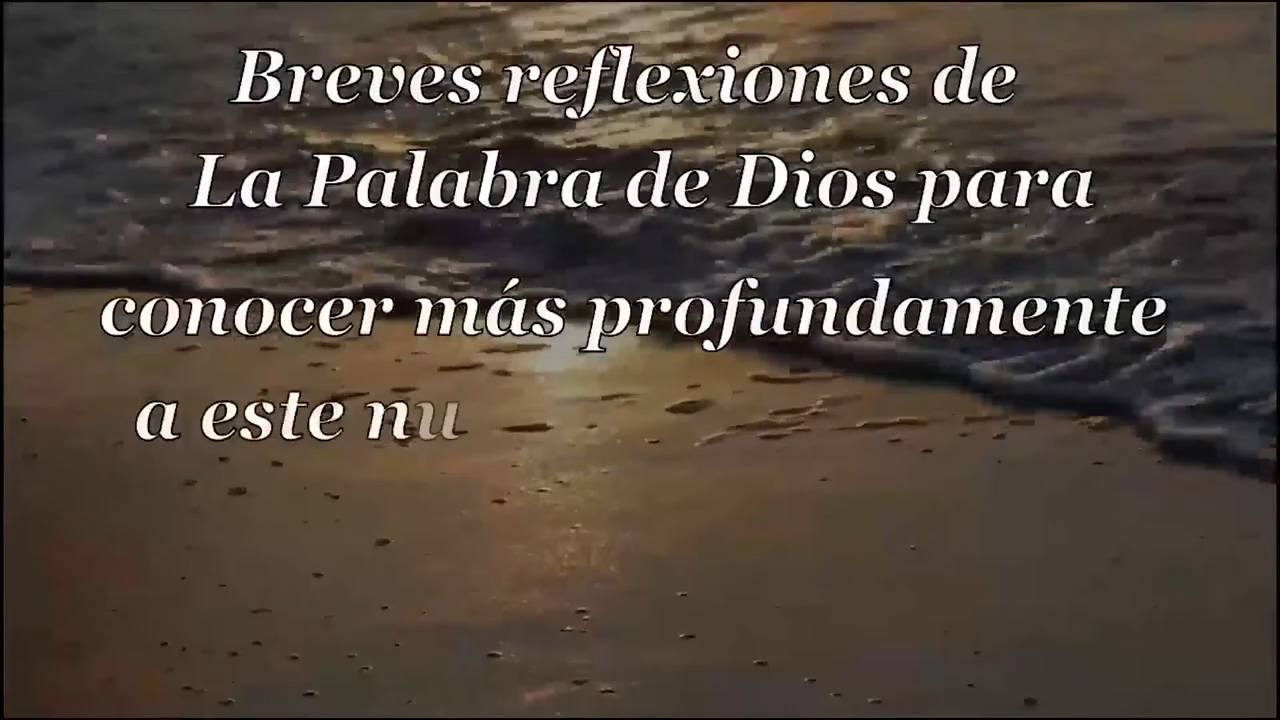 Breves reflexiones de
La Palabra de Dios para
conocer más profundamente
a este nu